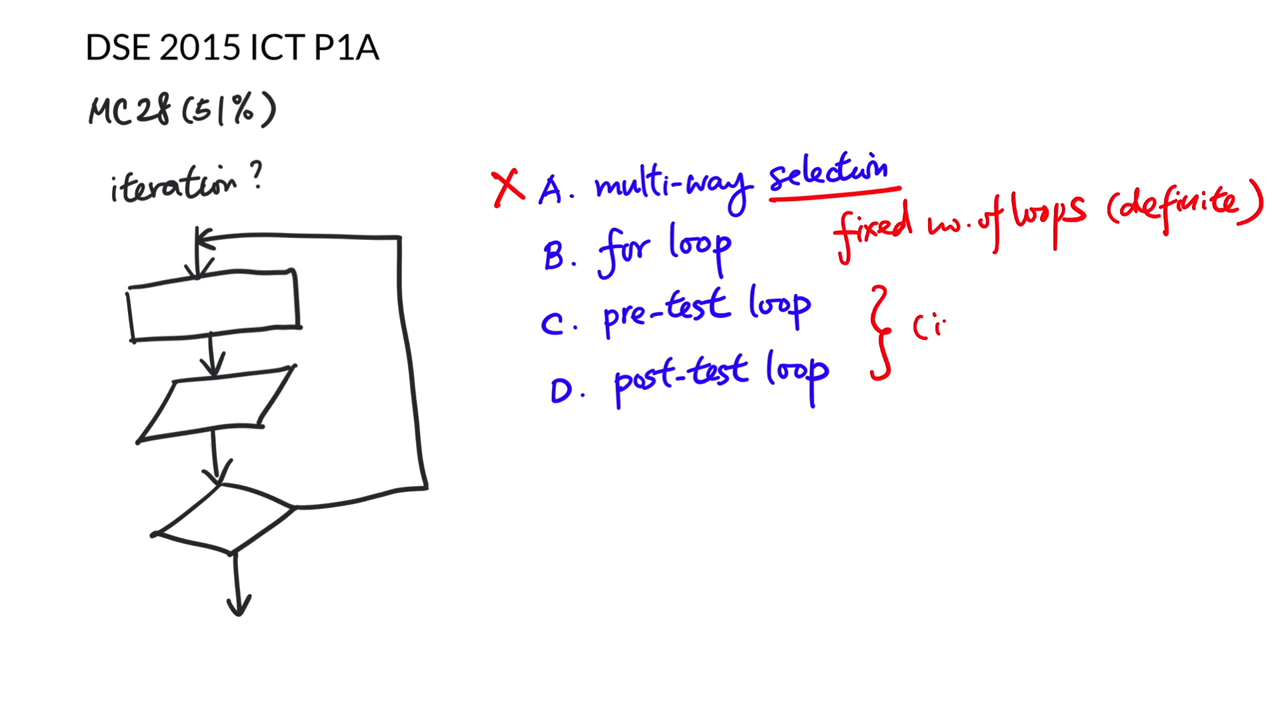 DSE 2015 ICT P1A
MC28 (51%)
iteration?
X A. multi-way selection
fixed no. of loops (definite)
B. for loop
C. pre-test loop
} (i
D. post-test loop